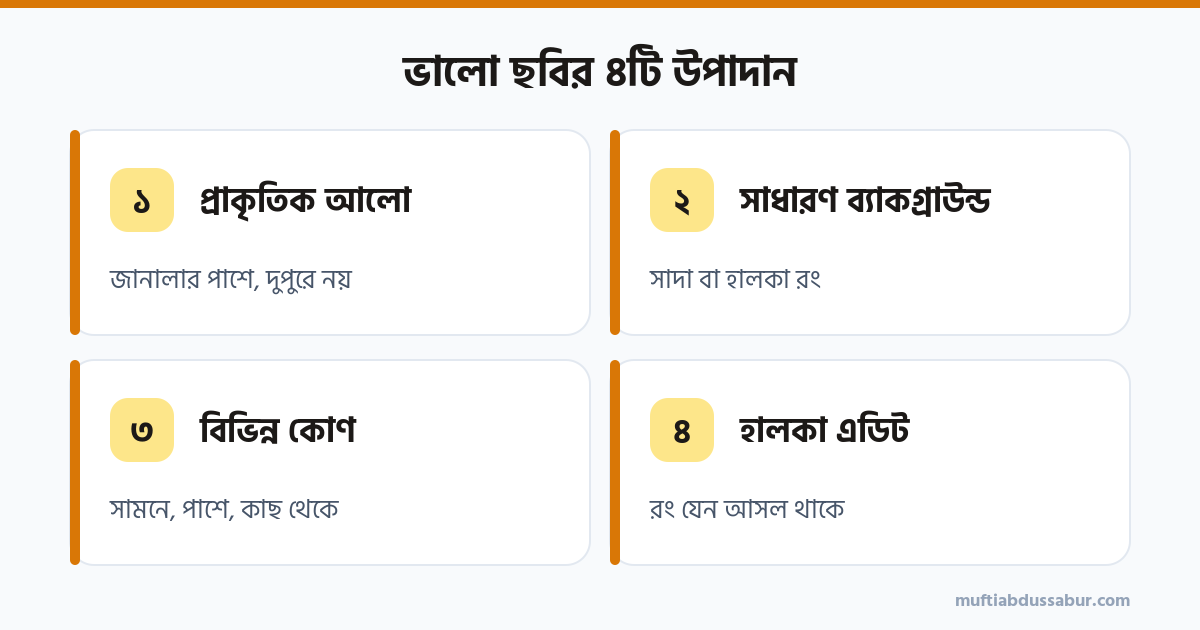 ভালো ছবির ৪টি উপাদান
১ প্রাকৃতিক আলো
জানালার পাশে, দুপুরে নয়
২ সাধারণ ব্যাকগ্রাউন্ড
সাদা বা হালকা রং
৩ বিভিন্ন কোণ
সামনে, পাশে, কাছ থেকে
৪ হালকা এডিট
রং যেন আসল থাকে
muftiabdussabur.com